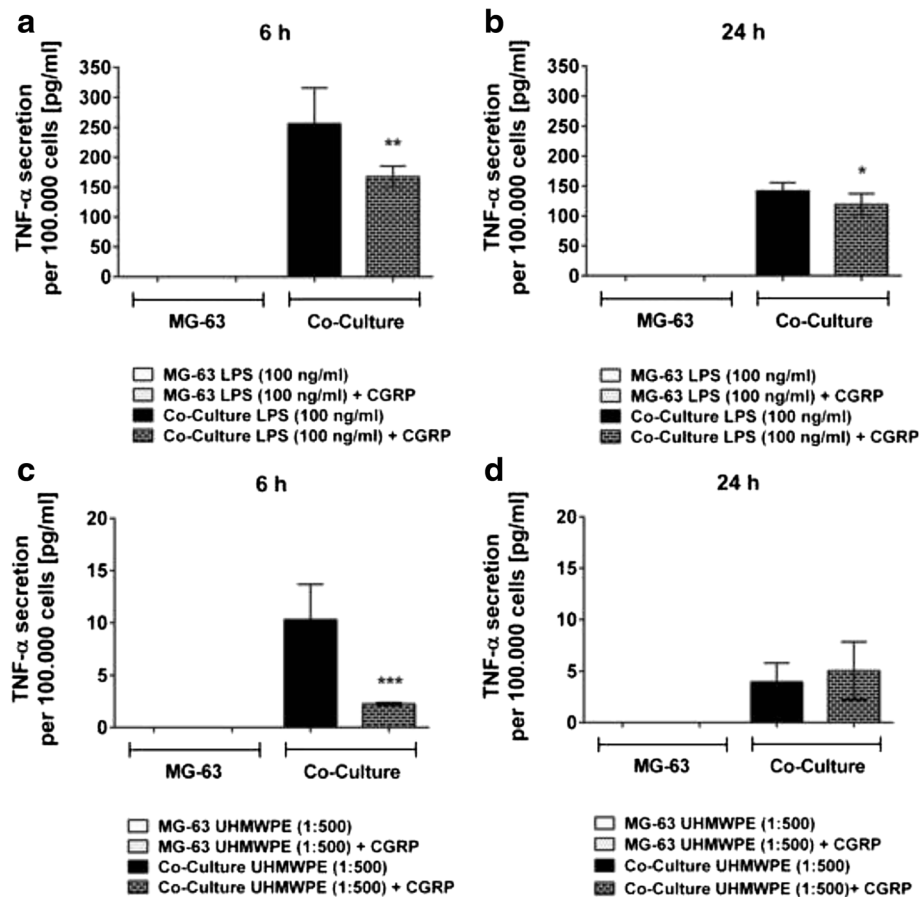 a
6 h
TNF-α secretion
per 100.000 cells [pg/ml]
350
300
250
200
150
100
50
0
**
MG-63
Co-Culture
MG-63 LPS (100 ng/ml)
MG-63 LPS (100 ng/ml) + CGRP
Co-Culture LPS (100 ng/ml)
Co-Culture LPS (100 ng/ml) + CGRP
b
24 h
TNF-α secretion
per 100.000 cells [pg/ml]
350
300
250
200
150
100
50
0
*
MG-63
Co-Culture
MG-63 LPS (100 ng/ml)
MG-63 LPS (100 ng/ml) + CGRP
Co-Culture LPS (100 ng/ml)
Co-Culture LPS (100 ng/ml) + CGRP
c
6 h
TNF-α secretion
per 100.000 cells [pg/ml]
20
15
10
5
0
***
MG-63
Co-Culture
MG-63 UHMWPE (1:500)
MG-63 UHMWPE (1:500) + CGRP
Co-Culture UHMWPE (1:500)
Co-Culture UHMWPE (1:500) + CGRP
d
24 h
TNF-α secretion
per 100.000 cells [pg/ml]
20
15
10
5
0
MG-63
Co-Culture
MG-63 UHMWPE (1:500)
MG-63 UHMWPE (1:500) + CGRP
Co-Culture UHMWPE (1:500)
Co-Culture UHMWPE (1:500)+ CGRP